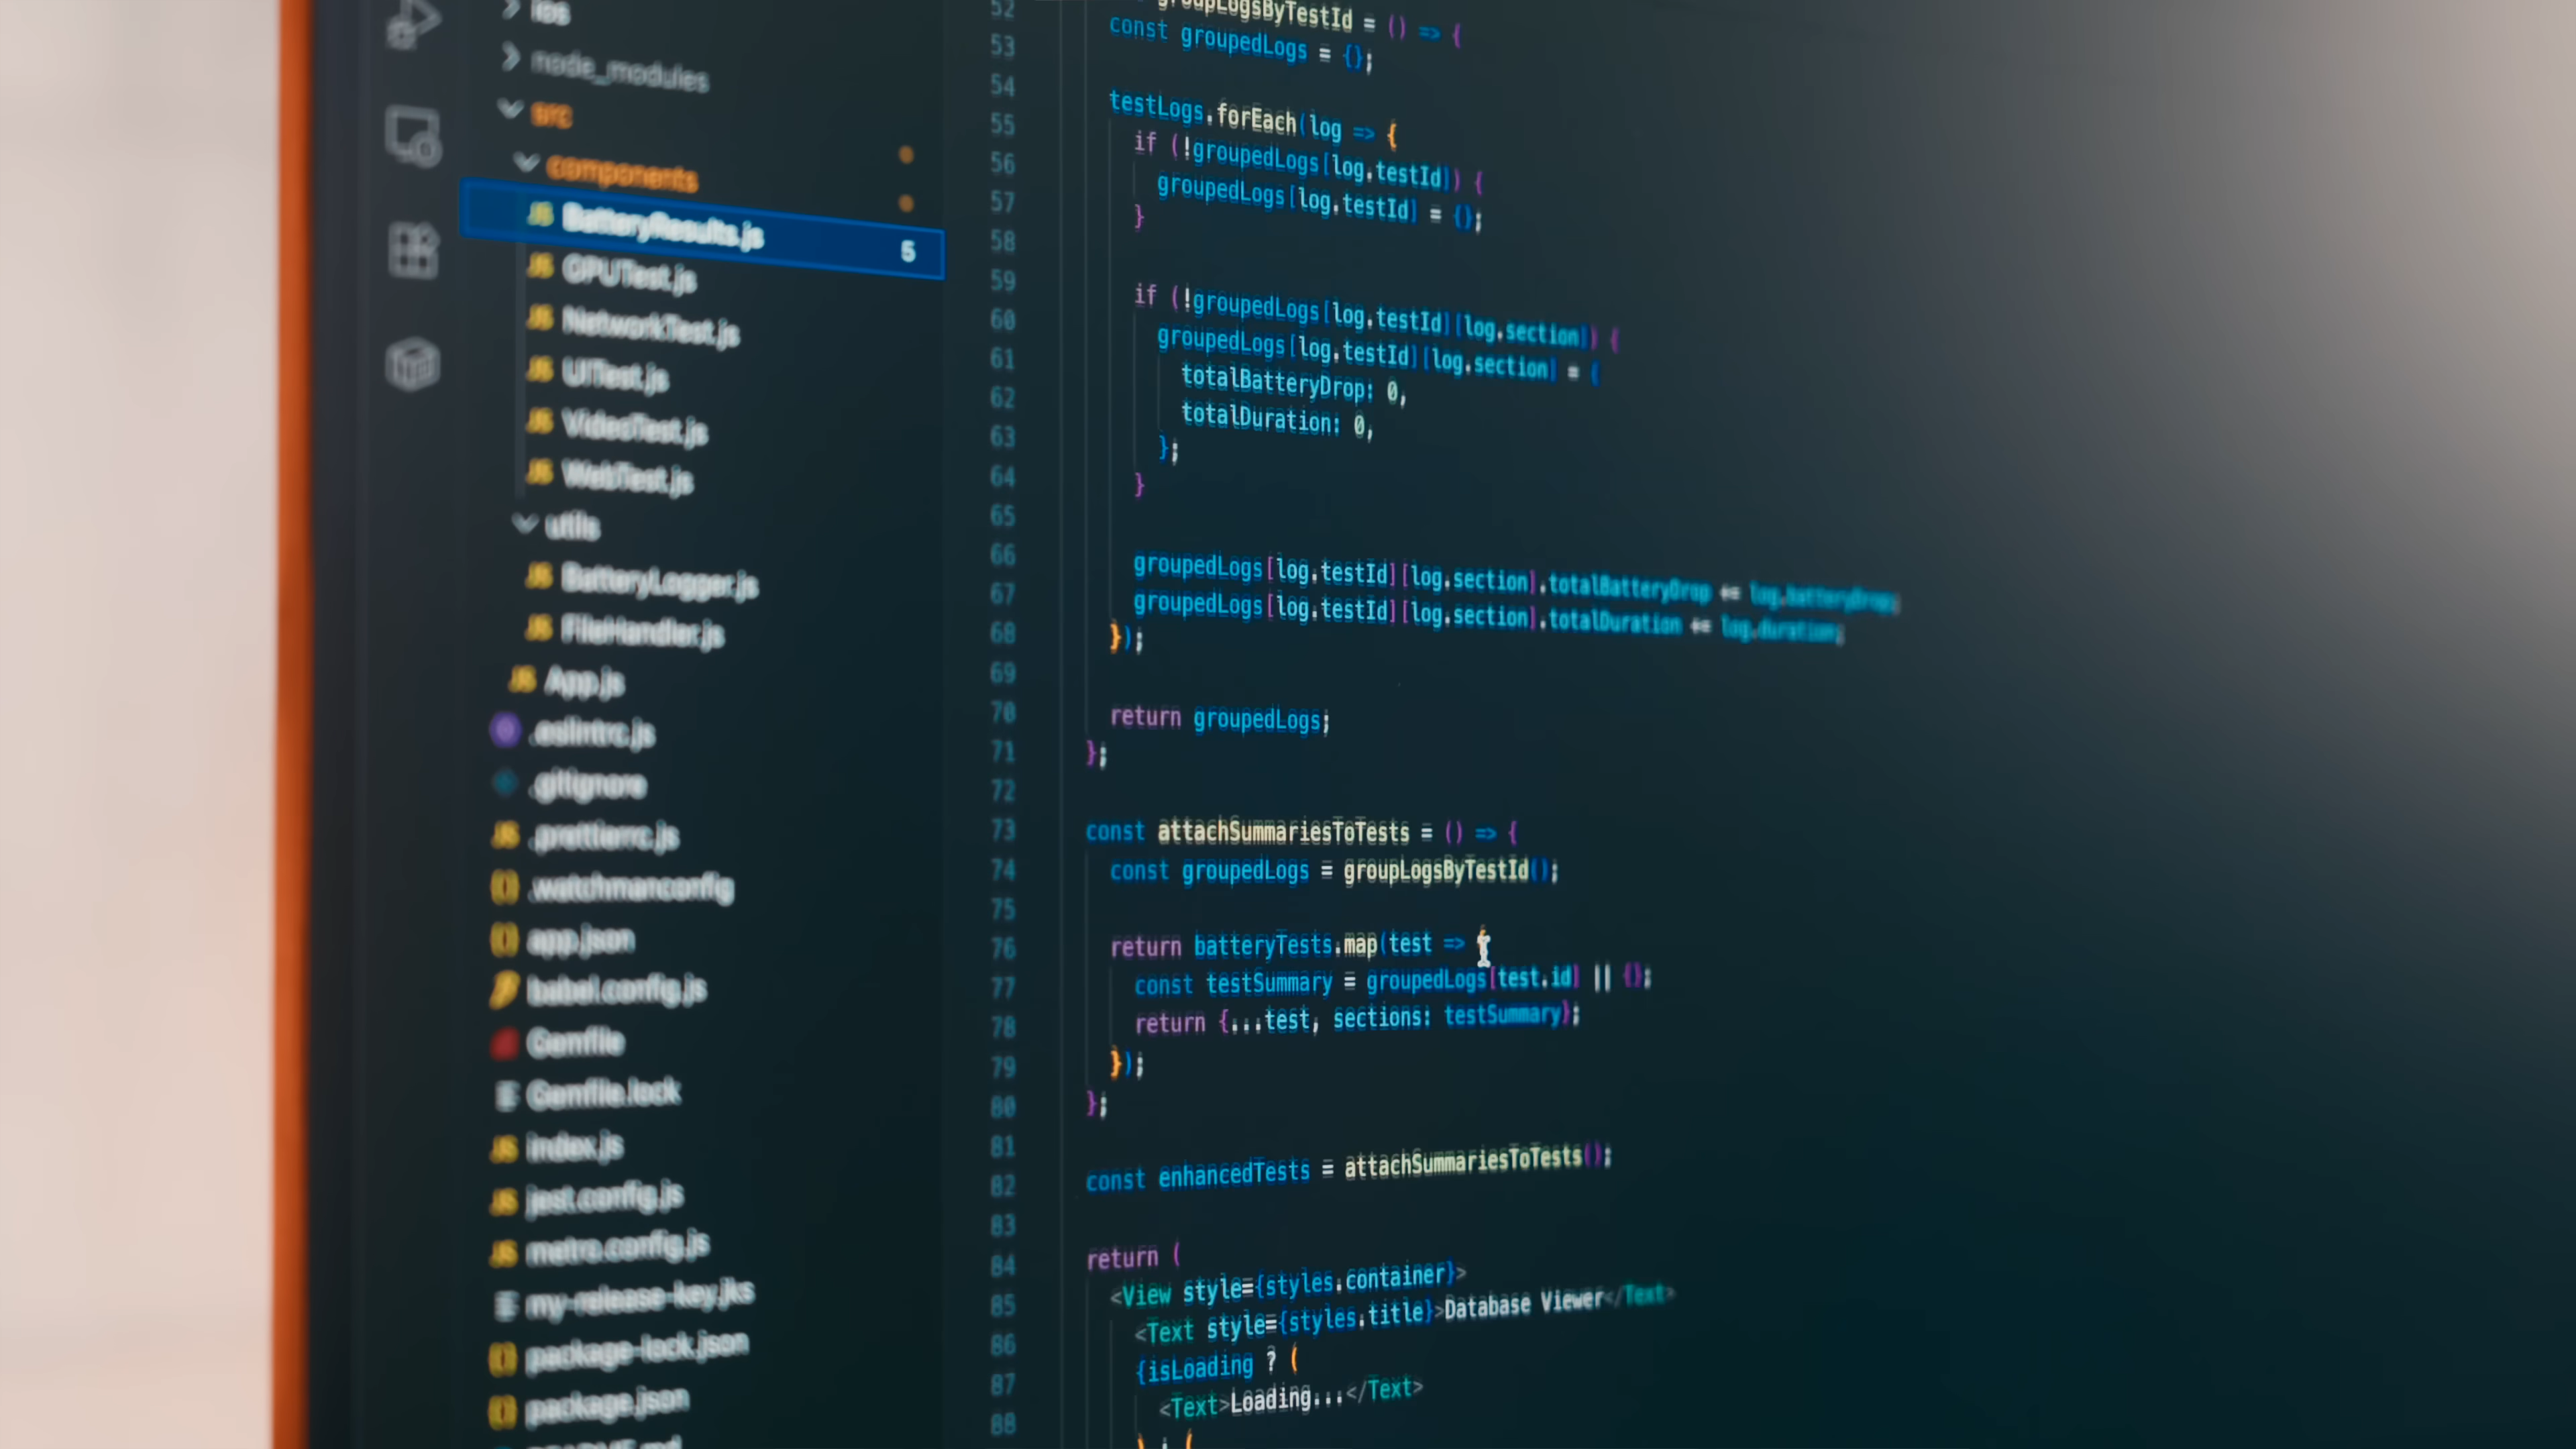 ios
node_modules
src
components
BatteryResults.js 5
CPUTest.js
NetworkTest.js
UITest.js
VideoTest.js
WebTest.js
utils
BatteryLogger.js
FileHandler.js
App.js
.eslintrc.js
.gitignore
.prettierrc.js
.watchmanconfig
app.json
babel.config.js
Gemfile
Gemfile.lock
index.js
jest.config.js
metro.config.js
my-release-key.jks
package-lock.json
package.json
52 groupLogsByTestId = () => {
53 const groupedLogs = {};
54
55 testLogs.forEach(log => {
56 if (!groupedLogs[log.testId]) {
57 groupedLogs[log.testId] = {};
58 }
59
60 if (!groupedLogs[log.testId][log.section]) {
61 groupedLogs[log.testId][log.section] = {
62 totalBatteryDrop: 0,
63 totalDuration: 0,
64 };
65 }
66
67 groupedLogs[log.testId][log.section].totalBatteryDrop += log.batteryDrop;
68 groupedLogs[log.testId][log.section].totalDuration += log.duration;
69 });
70
71 return groupedLogs;
72 };
73
74 const attachSummariesToTests = () => {
75 const groupedLogs = groupLogsByTestId();
76
77 return batteryTests.map(test =>
78 const testSummary = groupedLogs[test.id] || {};
79 return {...test, sections: testSummary};
80 });
81 };
82
83 const enhancedTests = attachSummariesToTests();
84
85 return (
86 <View style={styles.container}>
87 <Text style={styles.title}>Database Viewer</Text>
88 {isLoading ? (
<Text>Loading...</Text>
) : (